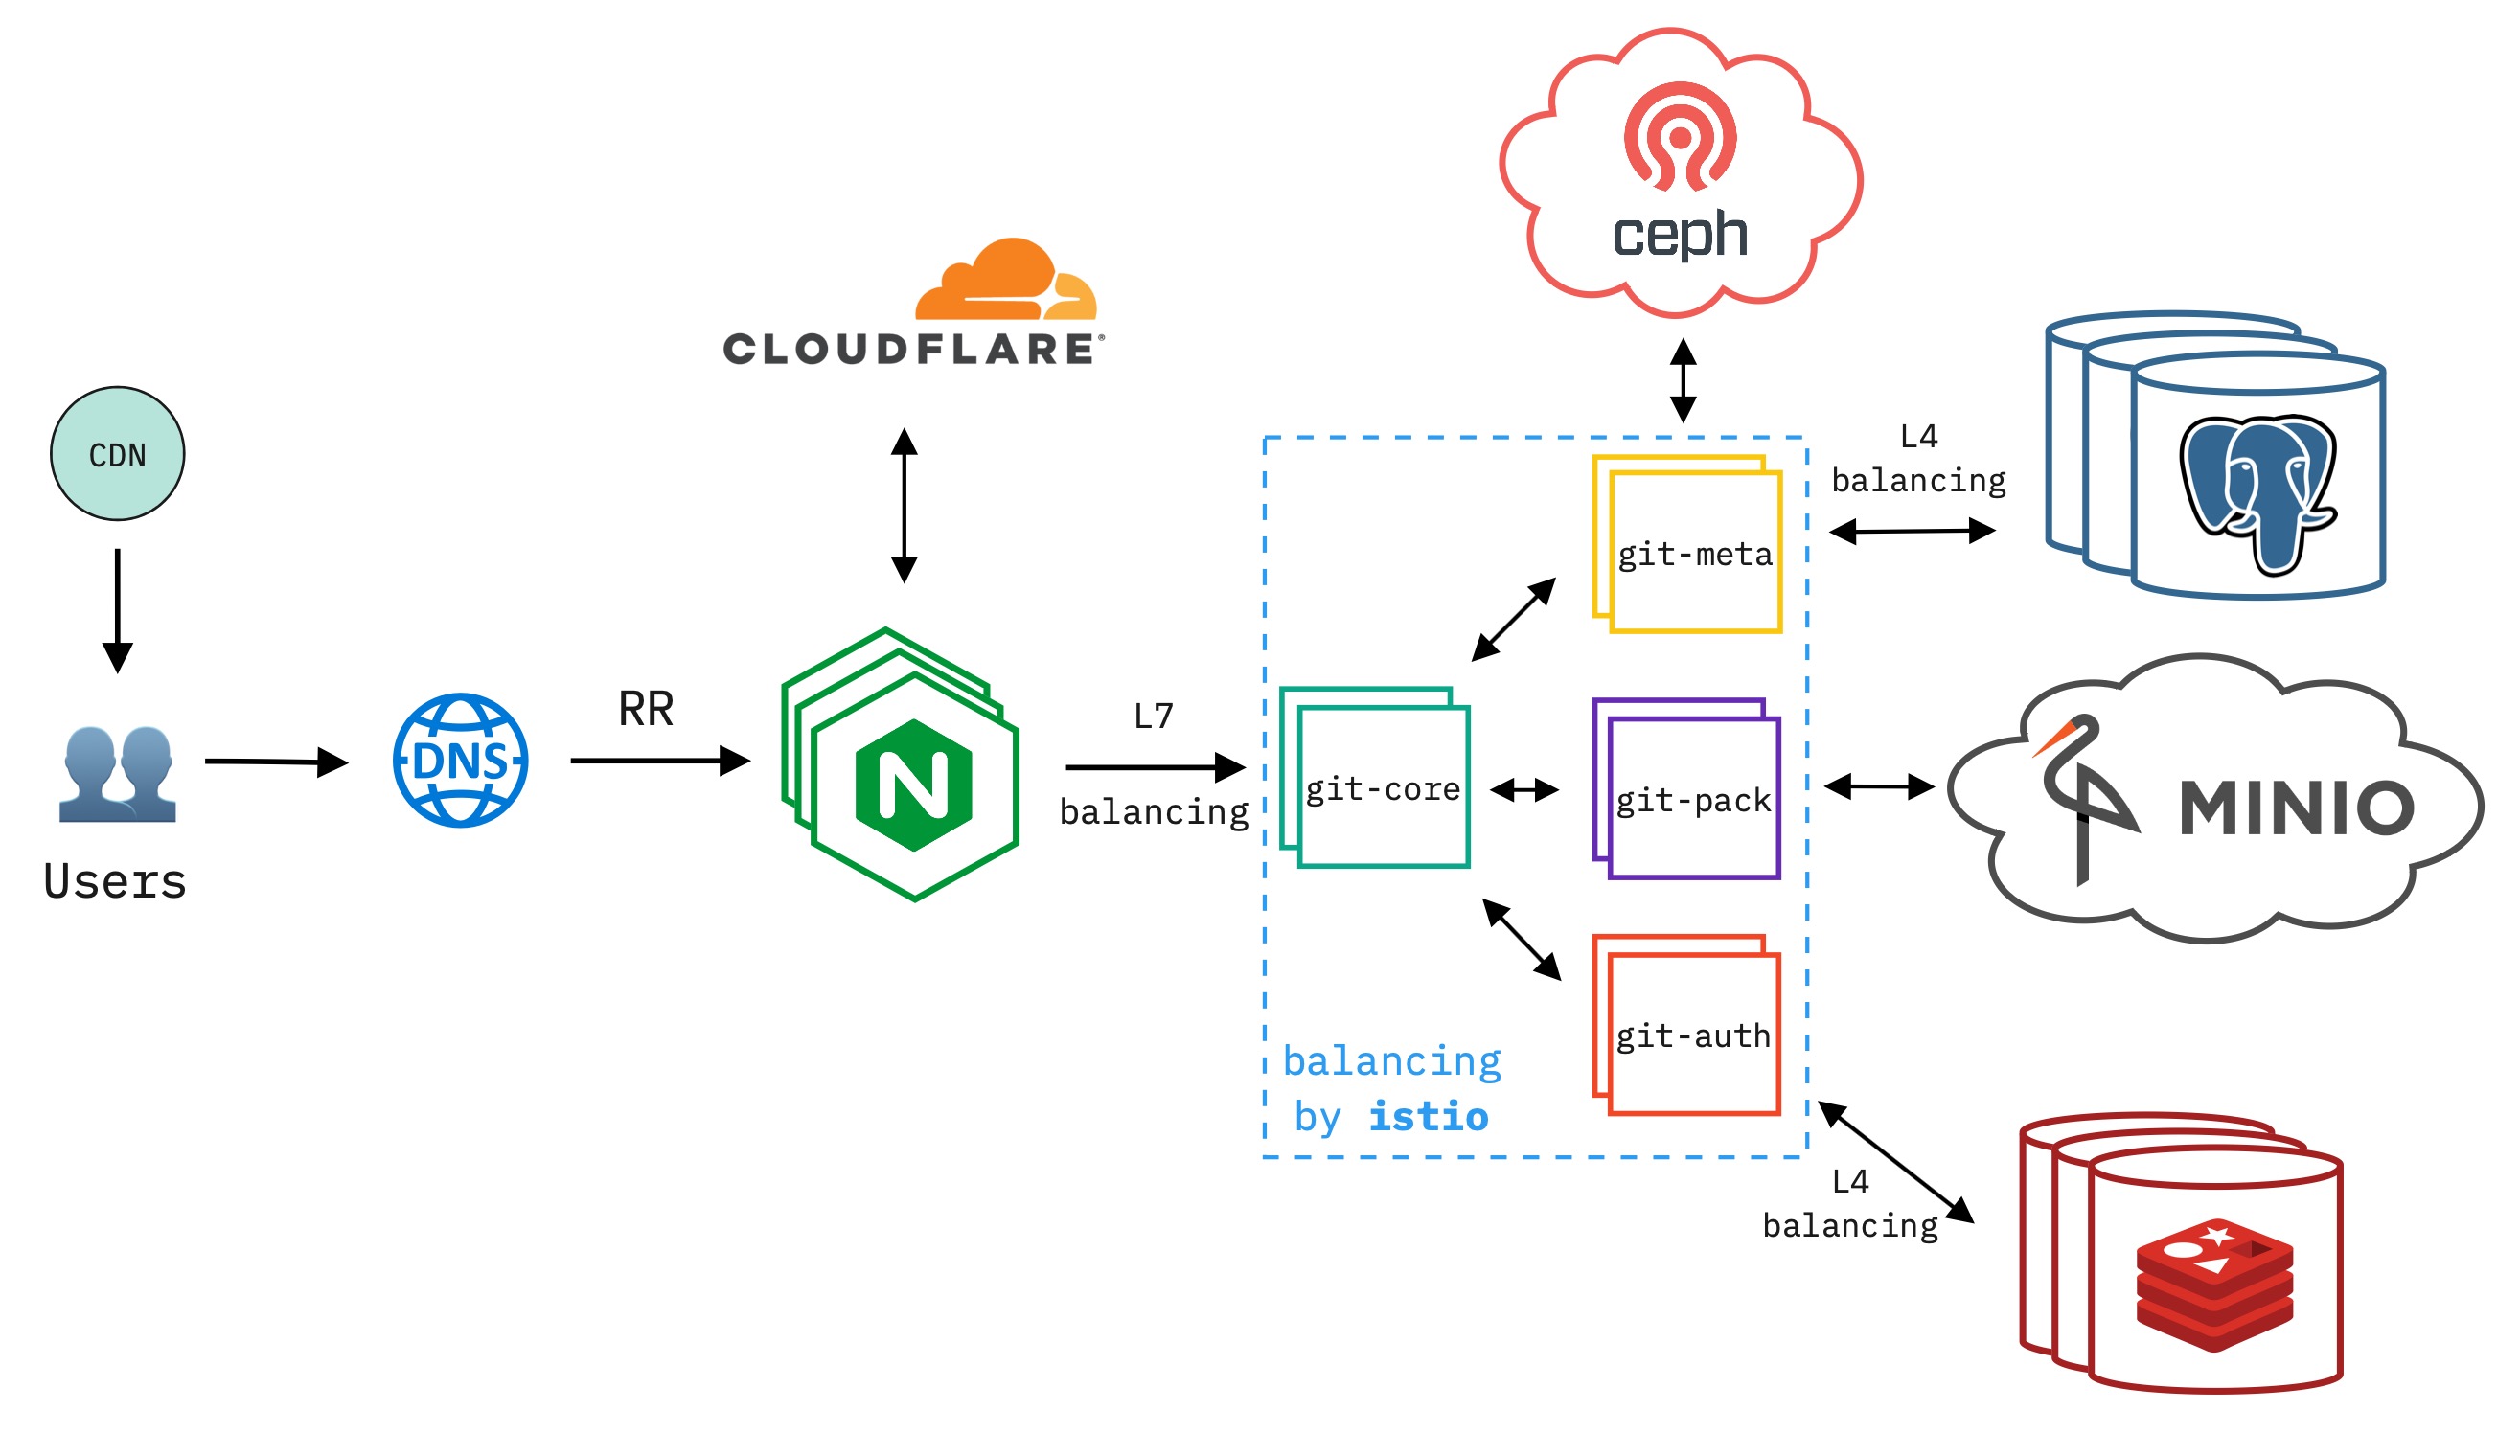 ceph
CLOUDFLARE®
CDN
L4
balancing
git-meta
RR
L7
balancing
DNS
Users
git-core
git-pack
MINIO
git-auth
balancing
by istio
L4
balancing